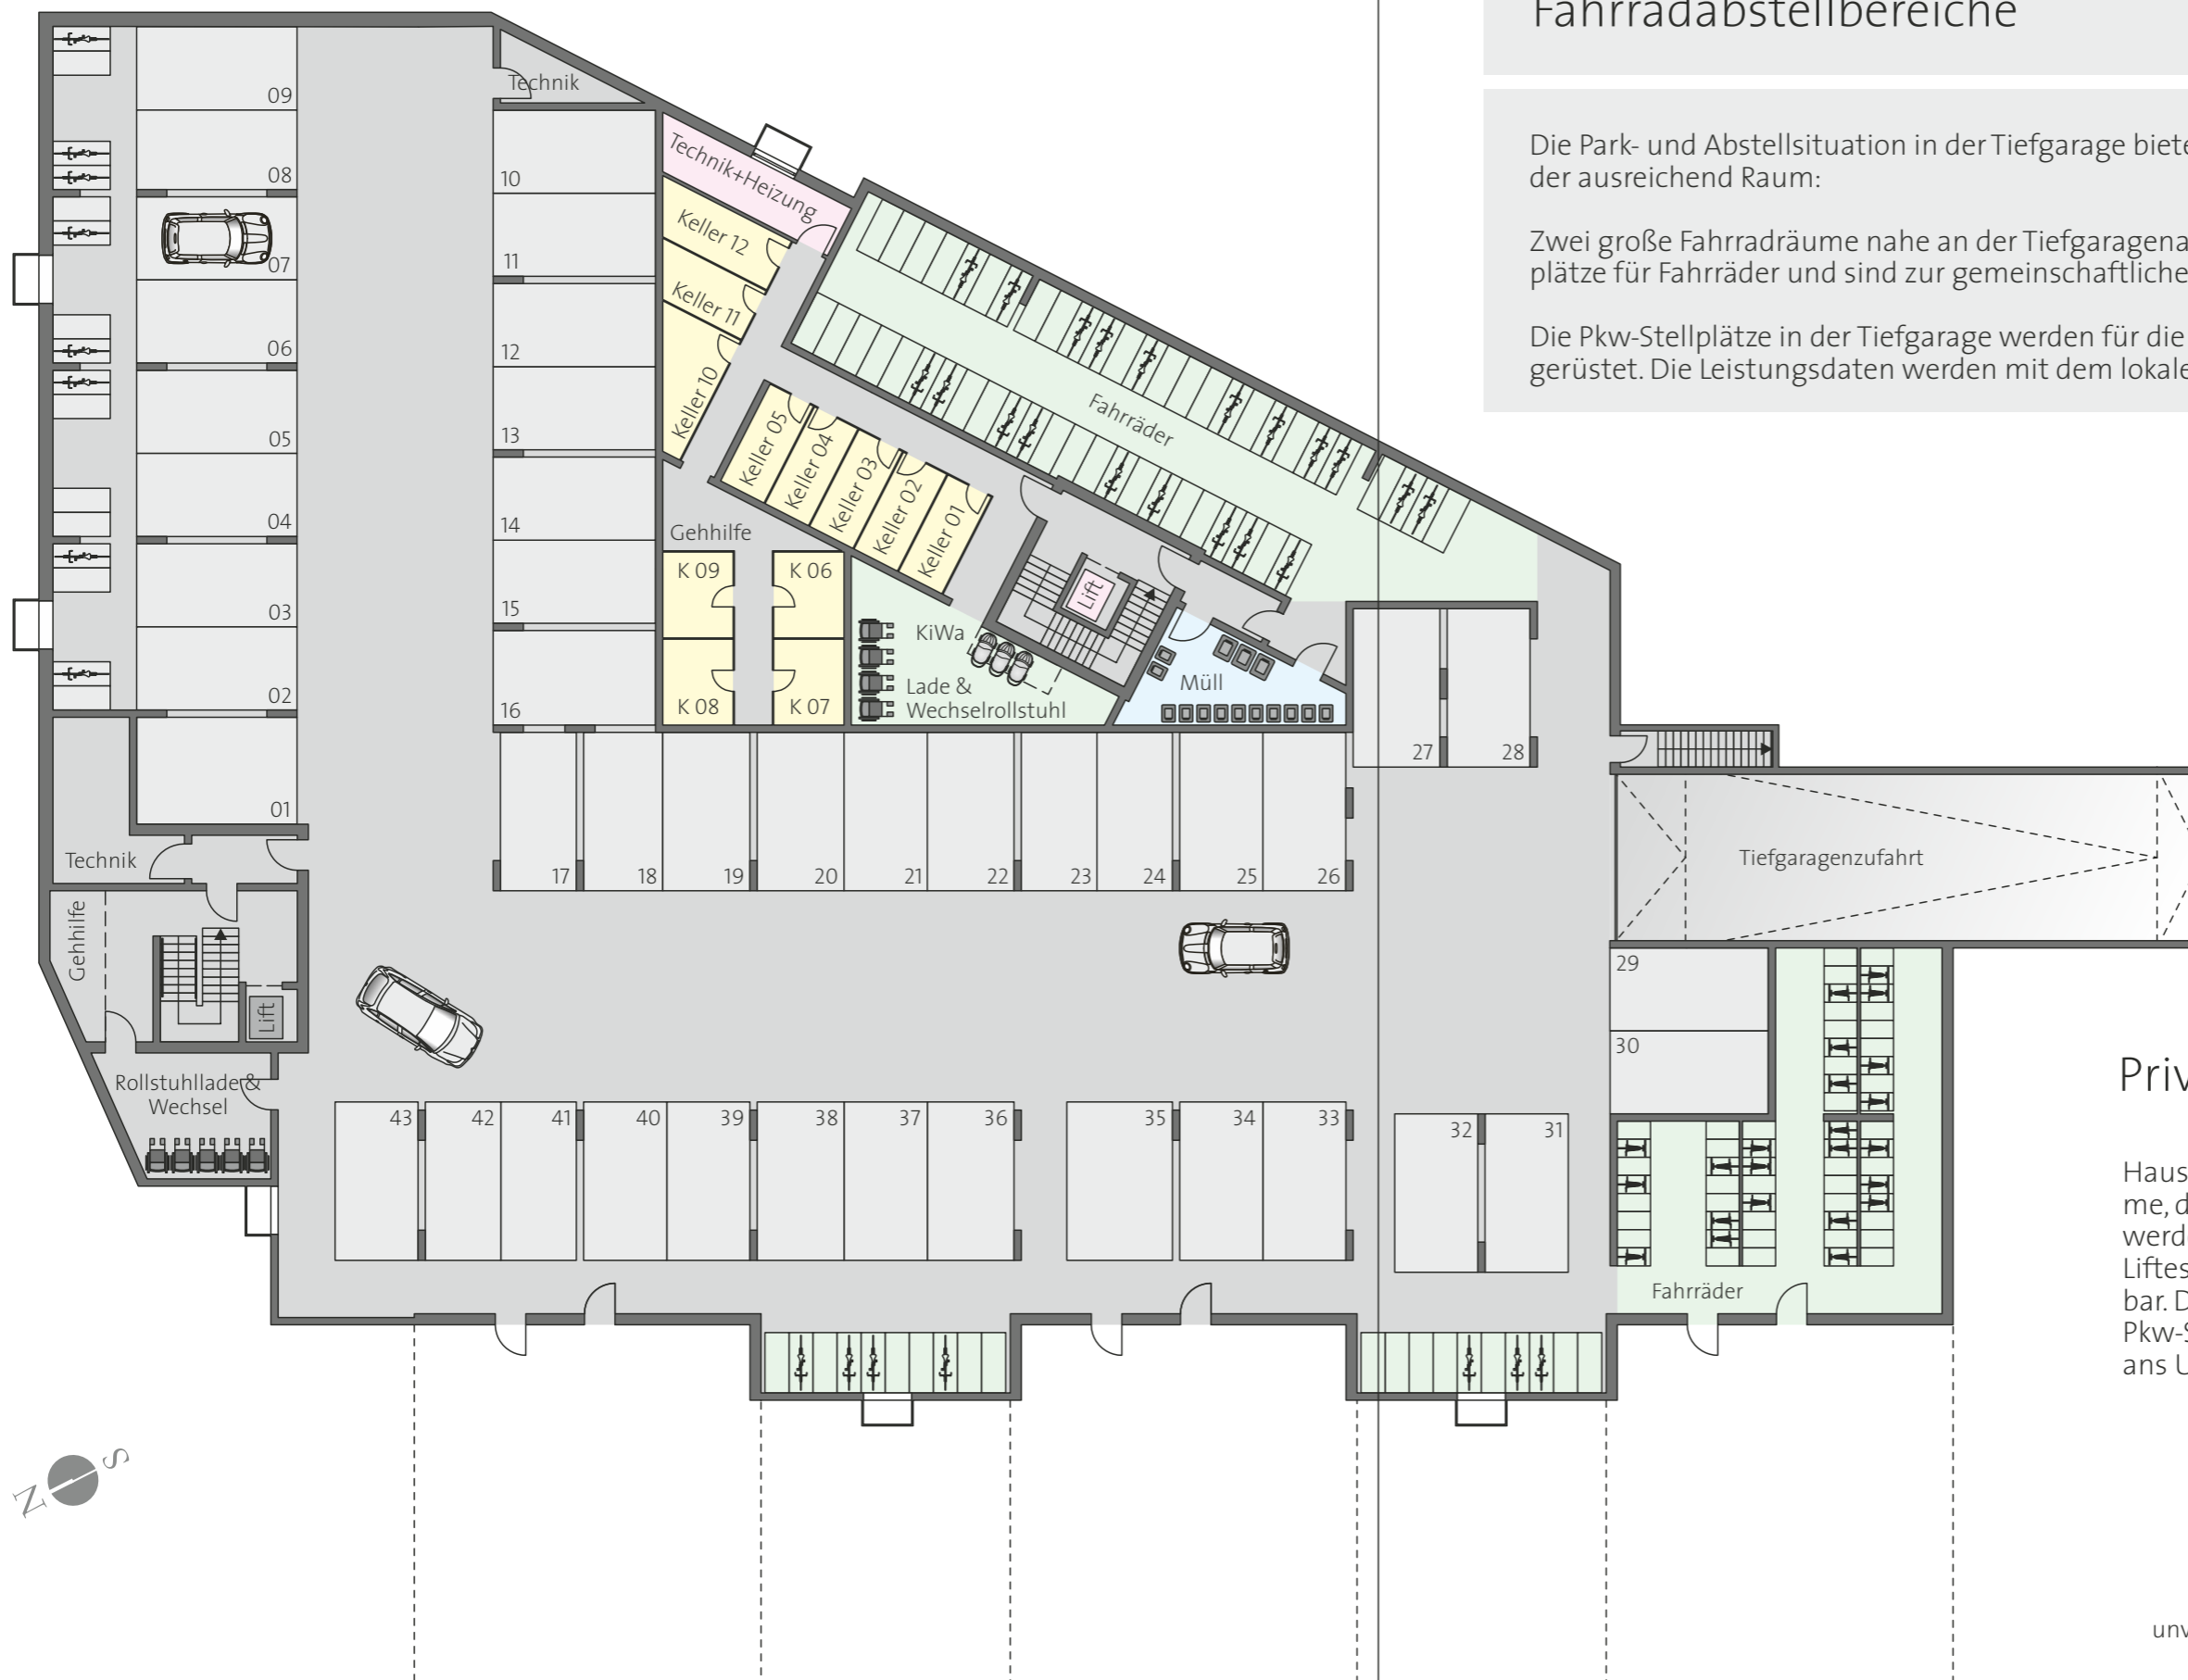 Fahrradabstellbereiche
Die Park- und Abstellsituation in der Tiefgarage biete
der ausreichend Raum:
Zwei große Fahrradräume nahe an der Tiefgaragena
plätze für Fahrräder und sind zur gemeinschaftliche
Die Pkw-Stellplätze in der Tiefgarage werden für die
gerüstet. Die Leistungsdaten werden mit dem lokale
Technik
09
08
07
06
05
04
03
02
01
10
11
12
13
14
15
16
Technik+Heizung
Keller 12
Keller 11
Keller 10
Keller 05
Keller 04
Keller 03
Keller 02
Keller 01
Fahrräder
Gehhilfe
K 09
K 06
K 08
K 07
KiWa
Lade &
Wechselrollstuhl
Lift
Müll
27
28
17
18
19
20
21
22
23
24
25
26
Tiefgaragenzufahrt
Technik
Gehhilfe
Lift
Rollstuhllade &
Wechsel
29
30
43
42
41
40
39
38
37
36
35
34
33
32
31
Fahrräder
Priv
Haus
me, d
werd
Liftes
bar. D
Pkw-S
ans U
N
S
unv